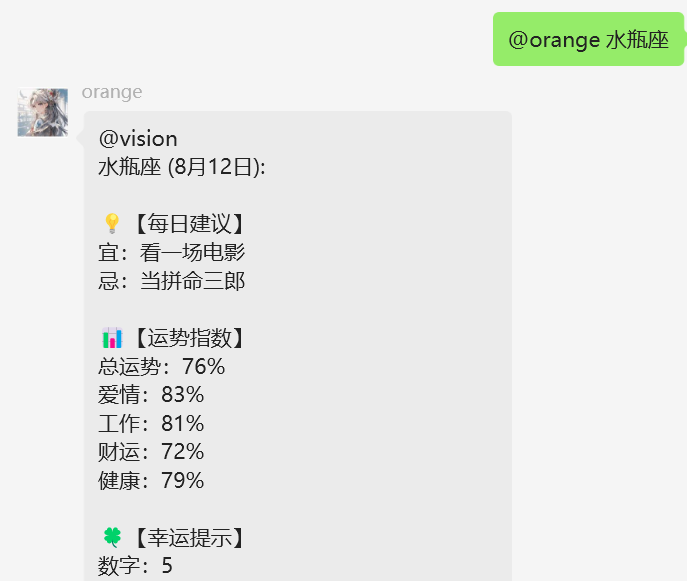 @orange 水瓶座
orange
@vision
水瓶座 (8月12日):
💡【每日建议】
宜：看一场电影
忌：当拼命三郎
📊【运势指数】
总运势：76%
爱情：83%
工作：81%
财运：72%
健康：79%
🍀【幸运提示】
数字：5